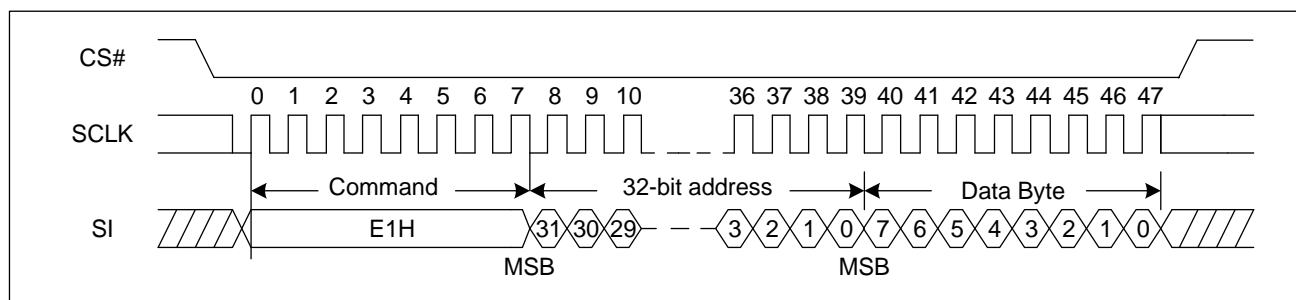 CS#
0 1 2 3 4 5 6 7 8 9 10 36 37 38 39 40 41 42 43 44 45 46 47
SCLK
Command 32-bit address Data Byte
SI E1H 31 30 29 3 2 1 0 7 6 5 4 3 2 1 0
MSB MSB